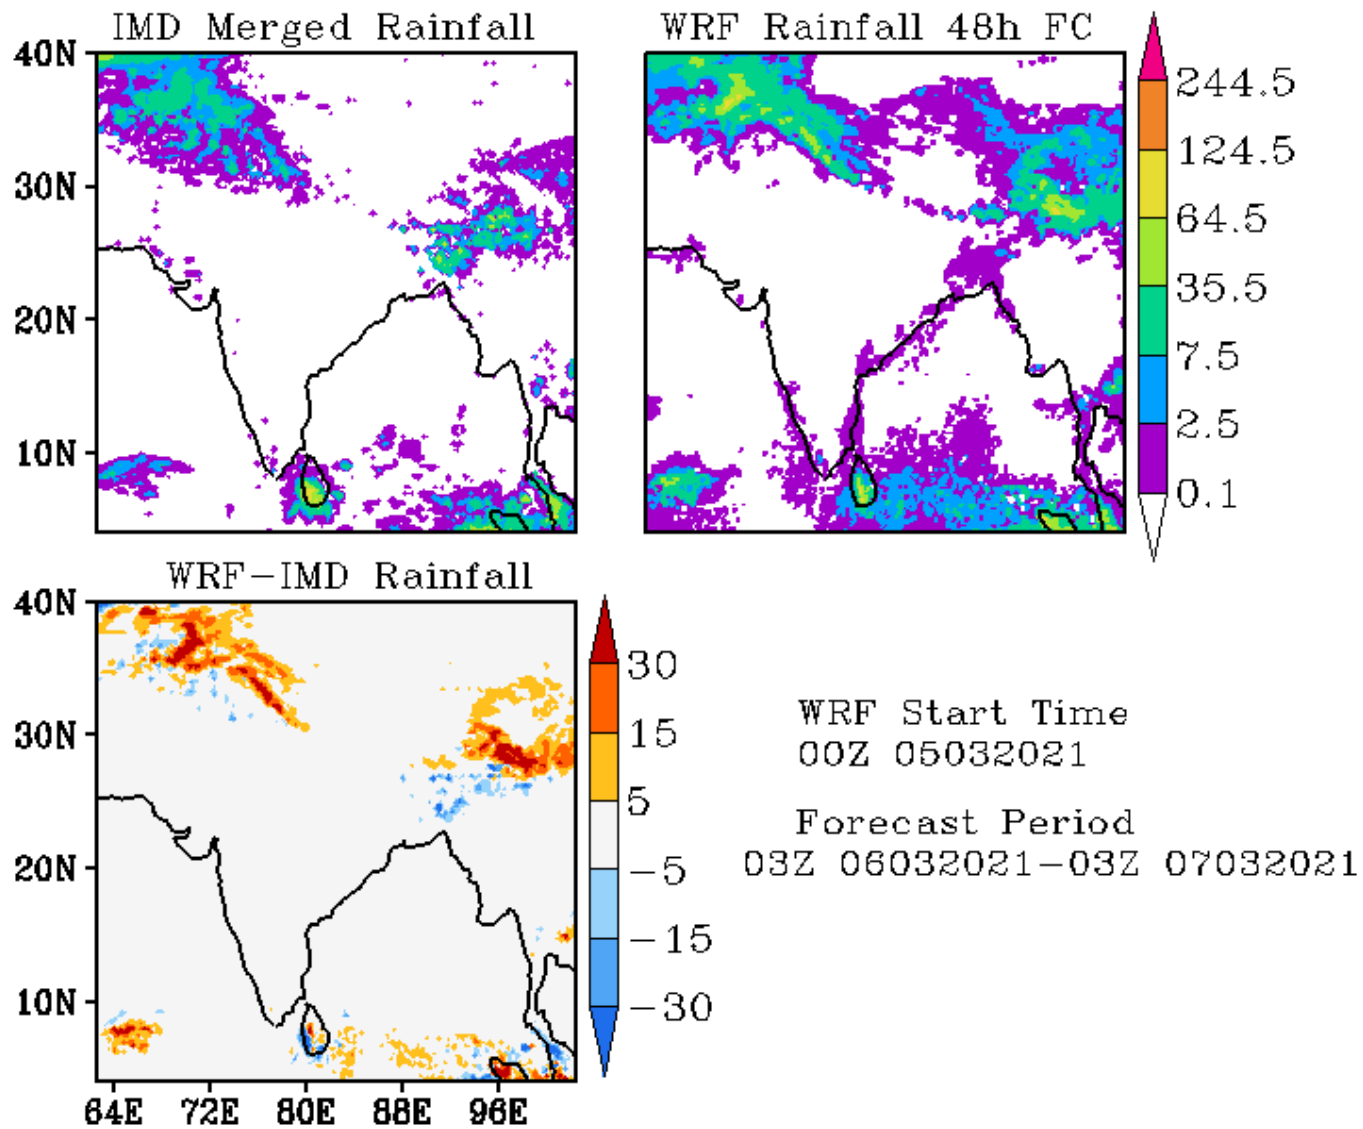 IMD Merged Rainfall
WRF Rainfall 48h FC
40N
30N
20N
10N
244.5
124.5
64.5
35.5
7.5
2.5
0.1
WRF-IMD Rainfall
40N
30N
20N
10N
64E 72E 80E 88E 96E
30
15
5
-5
-15
-30
WRF Start Time
00Z 05032021
Forecast Period
03Z 06032021-03Z 07032021